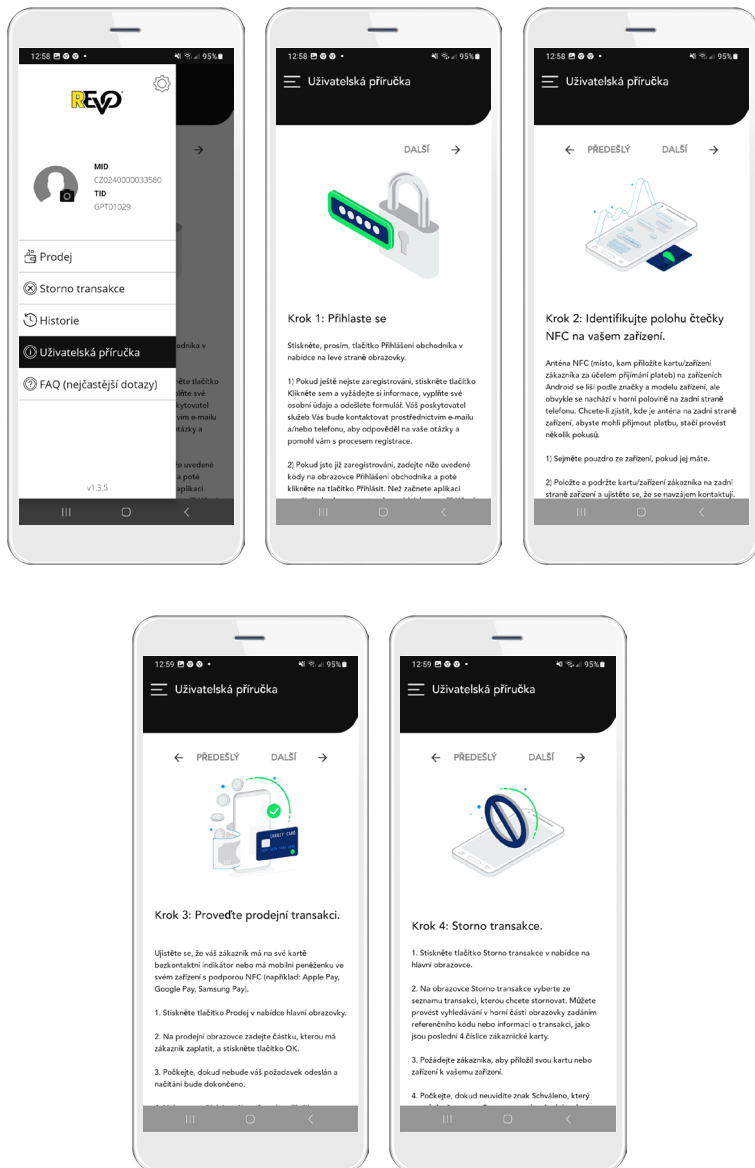 12:58
95%
REVO
MID
CZ0240000033580
TID
GPT01029
Prodej
Storno transakce
Historie
Uživatelská příručka
FAQ (nejčastější dotazy)
v1.3.5
12:58
95%
Uživatelská příručka
DALŠÍ
Krok 1: Přihlaste se
Stiskněte, prosím, tlačítko Přihlášení obchodníka v
nabídce na levé straně obrazovky.
1) Pokud ještě nejste zaregistrováni, stiskněte tlačítko
Klikněte sem a vyžádejte si informace, vyplňte své
osobní údaje a odešlete formulář. Váš poskytovatel
služeb Vás bude kontaktovat prostřednictvím e-mailu
a/nebo telefonu, aby odpověděl na vaše otázky a
pomohl vám s procesem registrace.
2) Pokud jste již zaregistrováni, zadejte níže uvedené
kódy na obrazovce Přihlášení obchodníka a poté
klikněte na tlačítko Přihlásit. Než začnete aplikaci
12:58
95%
Uživatelská příručka
PŘEDEŠLÝ DALŠÍ
Krok 2: Identifikujte polohu čtečky
NFC na vašem zařízení.
Anténa NFC (místo, kam přiložíte kartu/zařízení
zákazníka za účelem přijímání plateb) na zařízeních
Android se liší podle značky a modelu zařízení, ale
obvykle se nachází v horní polovině na zadní straně
telefonu. Chcete-li zjistit, kde je anténa na zadní straně
zařízení, abyste mohli přijmout platbu, stačí provést
několik pokusů.
1) Sejměte pouzdro ze zařízení, pokud jej máte.
2) Položte a podržte kartu/zařízení zákazníka na zadní
straně zařízení a ujistěte se, že se navzájem kontaktují.
12:59
95%
Uživatelská příručka
PŘEDEŠLÝ DALŠÍ
CREDIT CARD
Krok 3: Proveďte prodejní transakci.
Ujistěte se, že váš zákazník má na své kartě
bezkontaktní indikátor nebo má mobilní peněženku ve
svém zařízení s podporou NFC (například: Apple Pay,
Google Pay, Samsung Pay).
1. Stiskněte tlačítko Prodej v nabídce hlavní obrazovky.
2. Na prodejní obrazovce zadejte částku, kterou má
zákazník zaplatit, a stiskněte tlačítko OK.
3. Počkejte, dokud nebude váš požadavek odeslán a
načítání bude dokončeno.
12:59
95%
Uživatelská příručka
PŘEDEŠLÝ DALŠÍ
Krok 4: Storno transakce.
1. Stiskněte tlačítko Storno transakce v nabídce na
hlavní obrazovce.
2. Na obrazovce Storno transakce vyberte ze
seznamu transakci, kterou chcete stornovat. Můžete
provést vyhledávání v horní části obrazovky zadáním
referenčního kódu nebo informaci o transakci, jako
jsou poslední 4 číslice zákaznické karty.
3. Požádejte zákazníka, aby přiložil svou kartu nebo
zařízení k vašemu zařízení.
4. Počkejte, dokud neuvidíte znak Schváleno, který